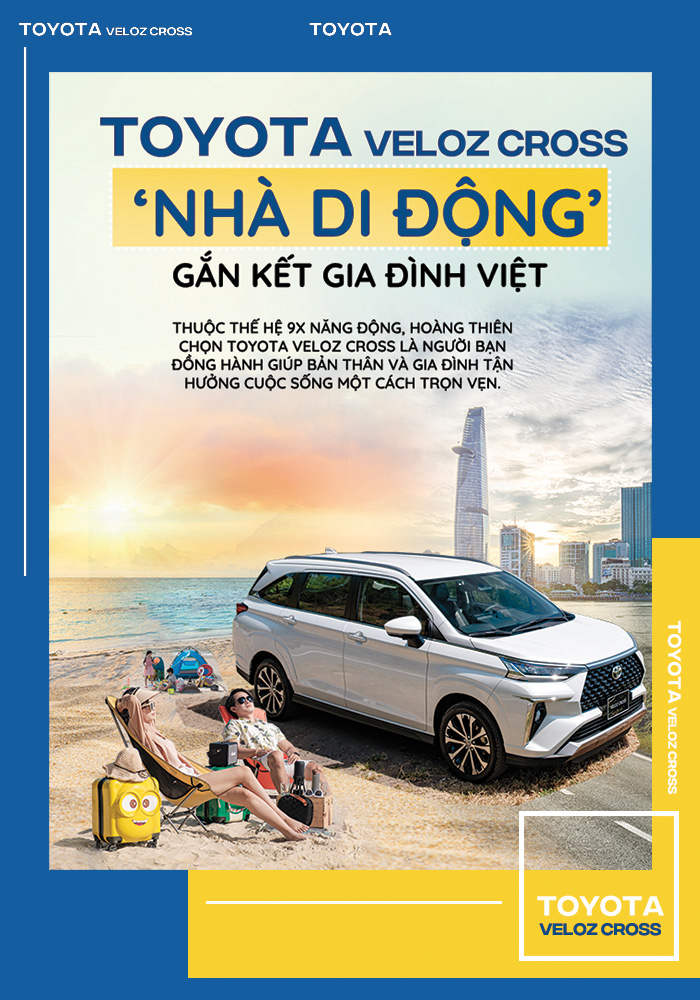 TOYOTA VELOZ CROSS
TOYOTA
TOYOTA VELOZ CROSS
‘NHÀ DI ĐỘNG’
GẮN KẾT GIA ĐÌNH VIỆT
THUỘC THẾ HỆ 9X NĂNG ĐỘNG, HOÀNG THIÊN
CHỌN TOYOTA VELOZ CROSS LÀ NGƯỜI BẠN
ĐỒNG HÀNH GIÚP BẢN THÂN VÀ GIA ĐÌNH TẬN
HƯỞNG CUỘC SỐNG MỘT CÁCH TRỌN VẸN.
VELOZ CROSS
TOYOTA VELOZ CROSS
TOYOTA
VELOZ CROSS